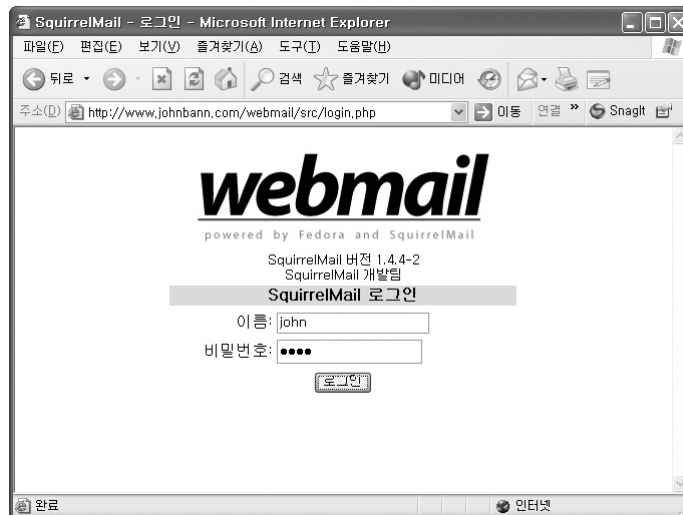 SquirrelMail - 로그인 - Microsoft Internet Explorer
파일(F) 편집(E) 보기(V) 즐겨찾기(A) 도구(T) 도움말(H)
뒤로 검색 즐겨찾기 미디어
주소(D) http://www.johnbann.com/webmail/src/login.php 이동 연결 » SnagIt
webmail
powered by Fedora and SquirrelMail
SquirrelMail 버전 1.4.4-2
SquirrelMail 개발팀
SquirrelMail 로그인
이름: john
비밀번호: ●●●●
로그인
완료 인터넷